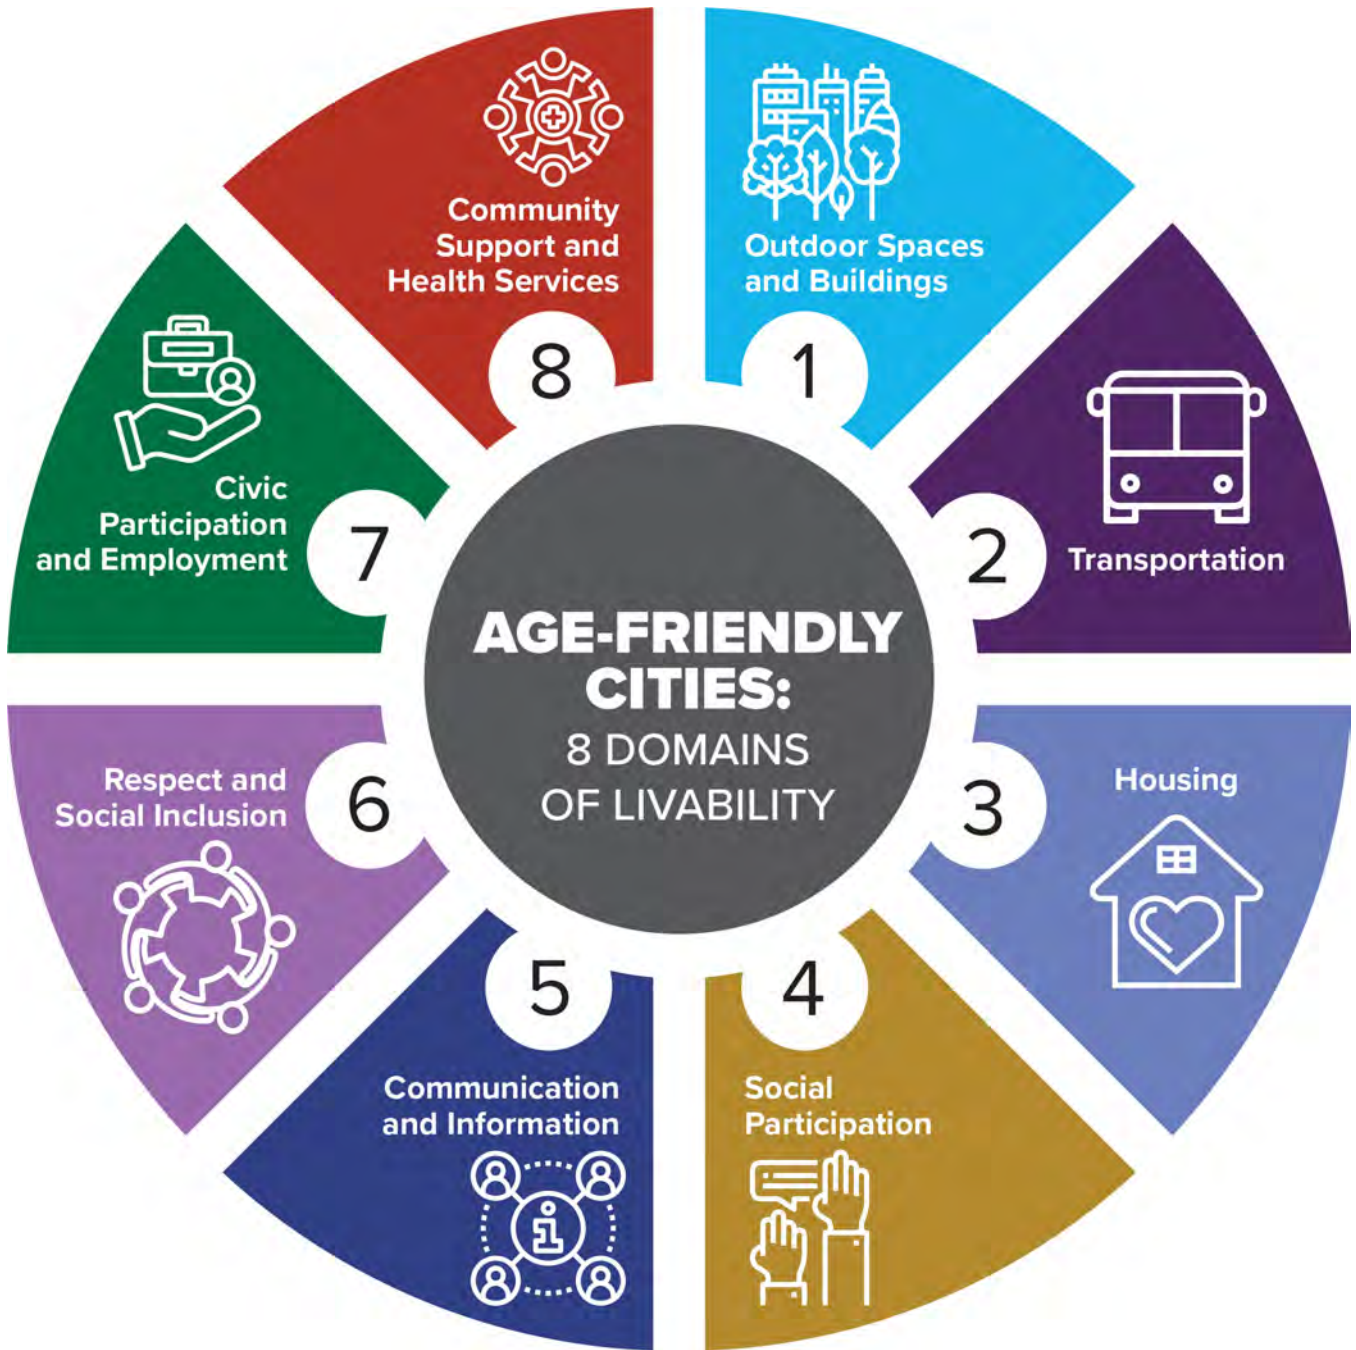 AGE-FRIENDLY
CITIES:
8 DOMAINS
OF LIVABILITY
1
Outdoor Spaces
and Buildings
2
Transportation
3
Housing
4
Social
Participation
5
Communication
and Information
6
Respect and
Social Inclusion
7
Civic
Participation
and Employment
8
Community
Support and
Health Services